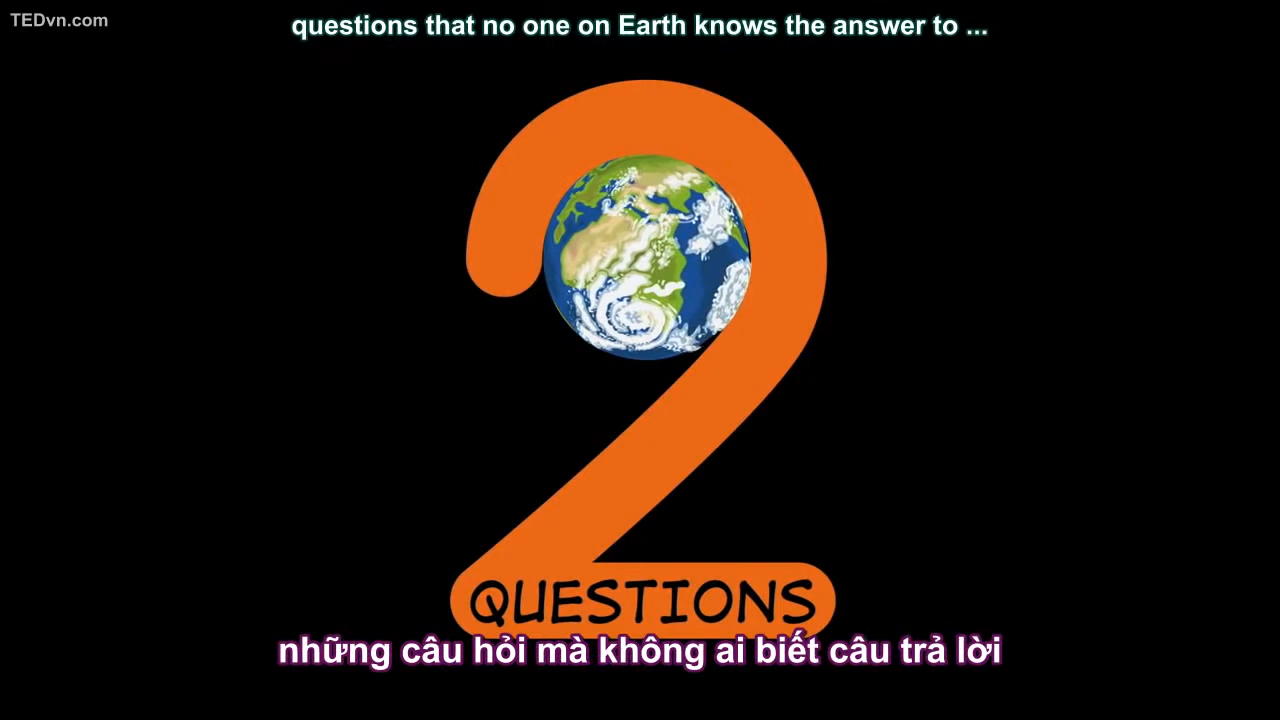 TEDvn.com
questions that no one on Earth knows the answer to ...
2
QUESTIONS
những câu hỏi mà không ai biết câu trả lời